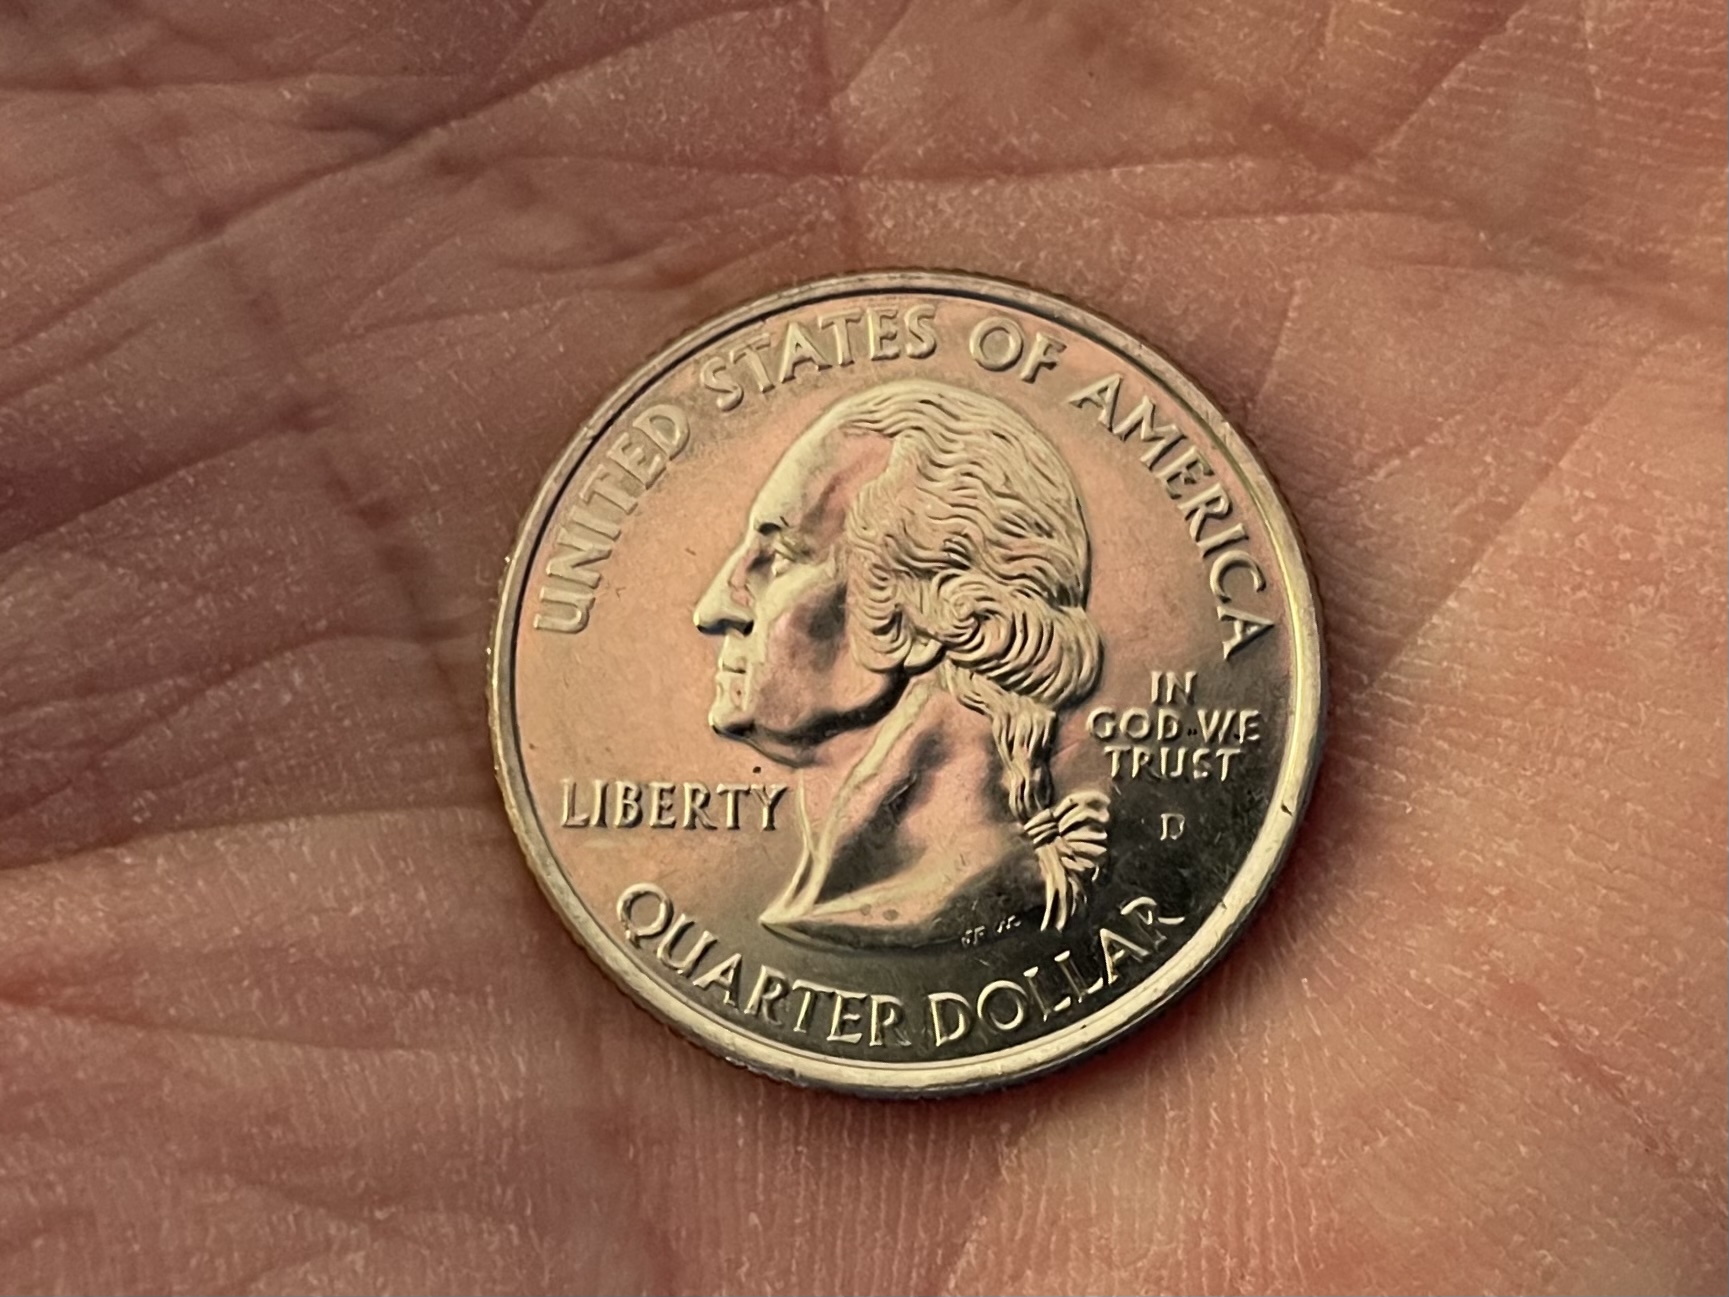 UNITED STATES OF AMERICA
IN
GOD WE
TRUST
LIBERTY
D
QUARTER DOLLAR